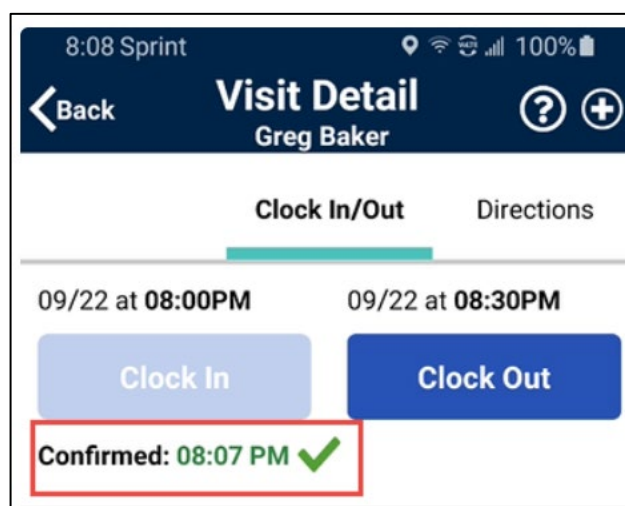 8:08 Sprint 100%
Back Visit Detail
Greg Baker
Clock In/Out Directions
09/22 at 08:00PM 09/22 at 08:30PM
Clock In Clock Out
Confirmed: 08:07 PM